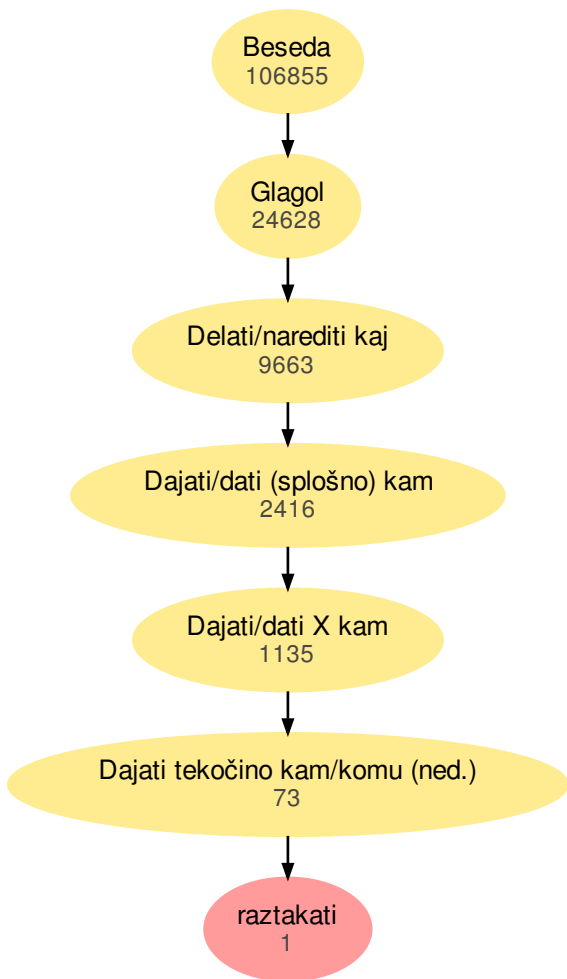 Beseda
106855
Glagol
24628
Delati/narediti kaj
9663
Dajati/dati (splošno) kam
2416
Dajati/dati X kam
1135
Dajati tekočino kam/komu (ned.)
73
raztakati
1